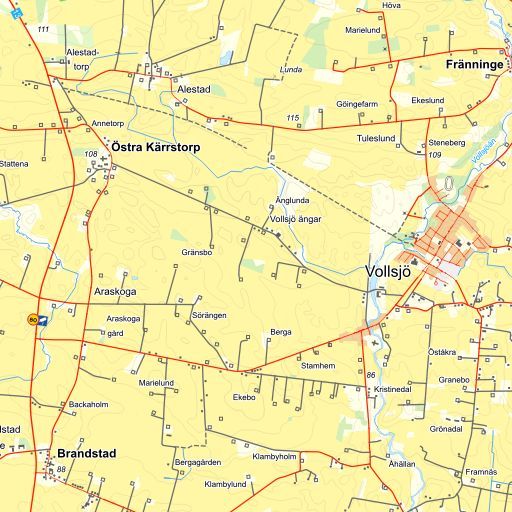 Höva
111
Marielund
Alestad-
torp
Fränninge
Lunda
Alestad
Ekeslund
Göingefarm
115
Annetorp
Tuleslund
Steneberg
Vollsjöån
Östra Kärrstorp
109
108
Stattena
Änglunda
Vollsjö ängar
Gränsbo
Vollsjö
Araskoga
80
Araskoga
gård
Sörängen
Berga
Öståkra
Stamhem
86
Marielund
Granebo
Kristinedal
Ekebo
Backaholm
Grönadal
Brandstad
Klambyholm
Bergagården
Åhällan
88
Framnäs
Klambylund